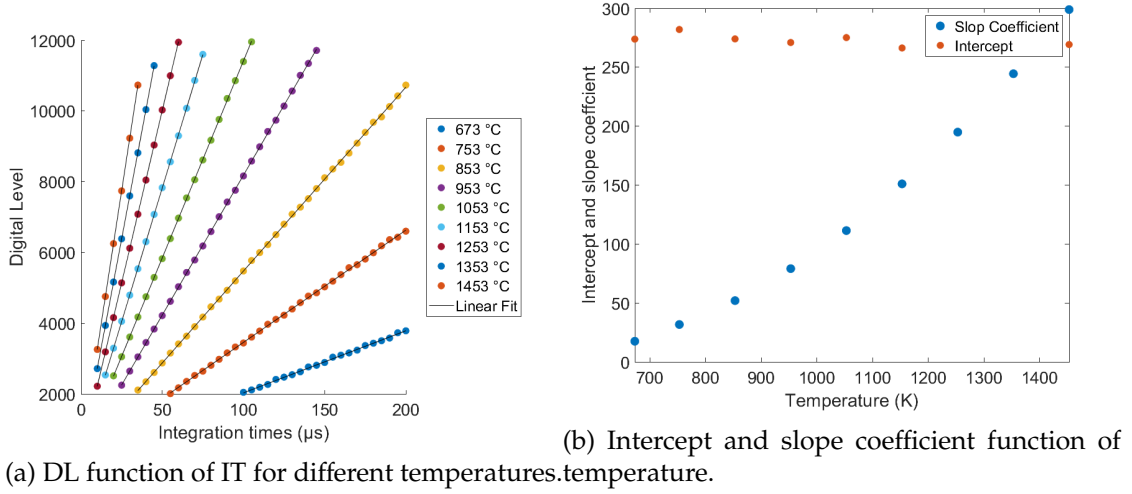 12000
10000
8000
6000
4000
2000
0
50
100
150
200
Digital Level
Integration times (µs)
673 °C
753 °C
853 °C
953 °C
1053 °C
1153 °C
1253 °C
1353 °C
1453 °C
Linear Fit
300
250
200
150
100
50
0
700
800
900
1000
1100
1200
1300
1400
Intercept and slope coeffcient
Temperature (K)
Slop Coefficient
Intercept
(b) Intercept and slope coefficient function of
(a) DL function of IT for different temperatures.temperature.